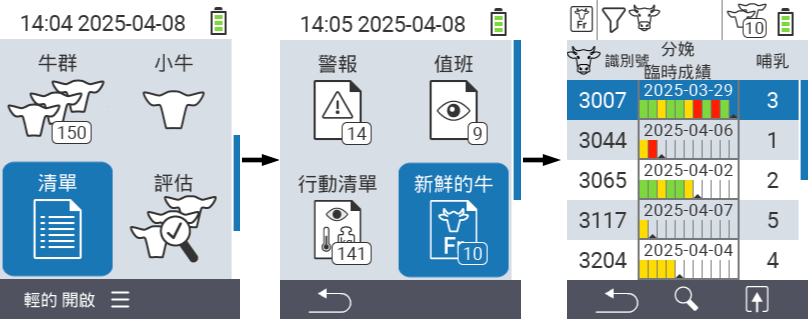 14:04 2025-04-08
牛群
小牛
150
清單
評估
輕的 開啟
14:05 2025-04-08
警報
值班
14
9
行動清單
新鮮的牛
141
Fr
10
Fr
10
識別號
分娩
臨時成績
哺乳
3007
2025-03-29
3
3044
2025-04-06
1
3065
2025-04-02
2
3117
2025-04-07
5
3204
2025-04-04
4